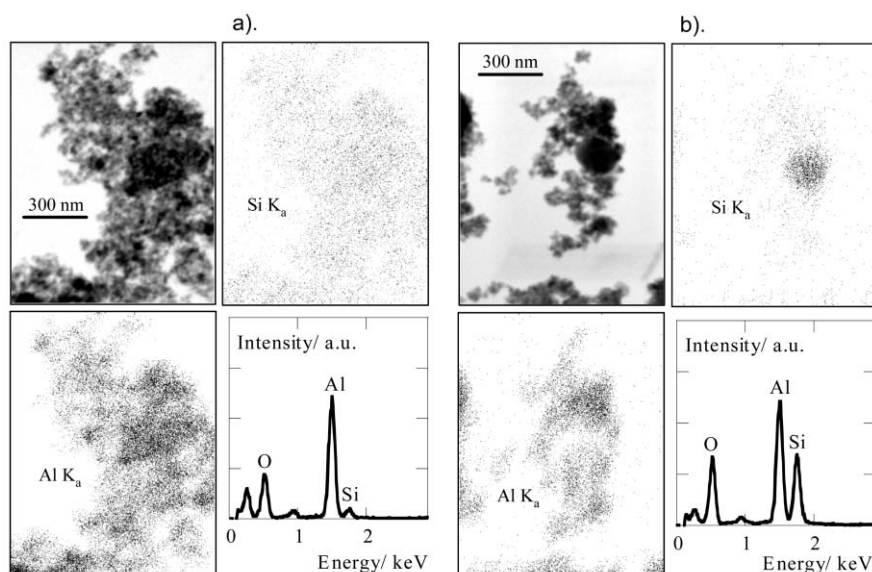 a).
300 nm
Si Ka
Al Ka
Intensity/ a.u.
Al
O
Si
0 1 2
Energy/ keV
b).
300 nm
Si Ka
Al Ka
Intensity/ a.u.
Al
Si
O
0 1 2
Energy/ keV